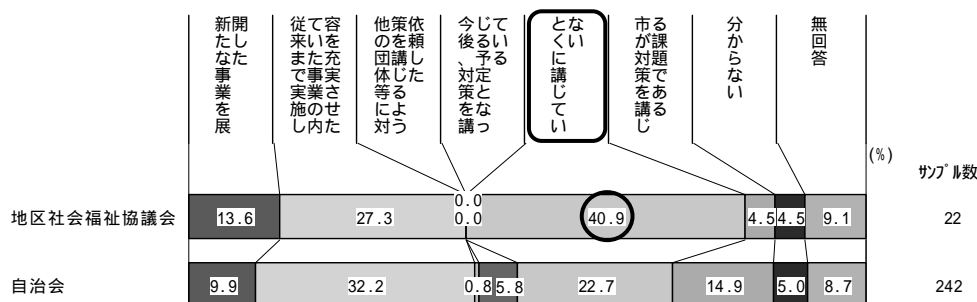 新たな事業を展
開した
従来まで実施し
ていた事業の内
容を充実させた
他の団体等に対
策を講じるよう
依頼した
今後、対策を講
じる予定となっ
ている
とくに講じてい
ない
市が対策を講じ
る課題である
分からない
無回答
(%)
ｻﾝﾌﾟﾙ数
地区社会福祉協議会 13.6 27.3 0.0 0.0 40.9 4.5 4.5 9.1 22
自治会 9.9 32.2 0.8 5.8 22.7 14.9 5.0 8.7 242